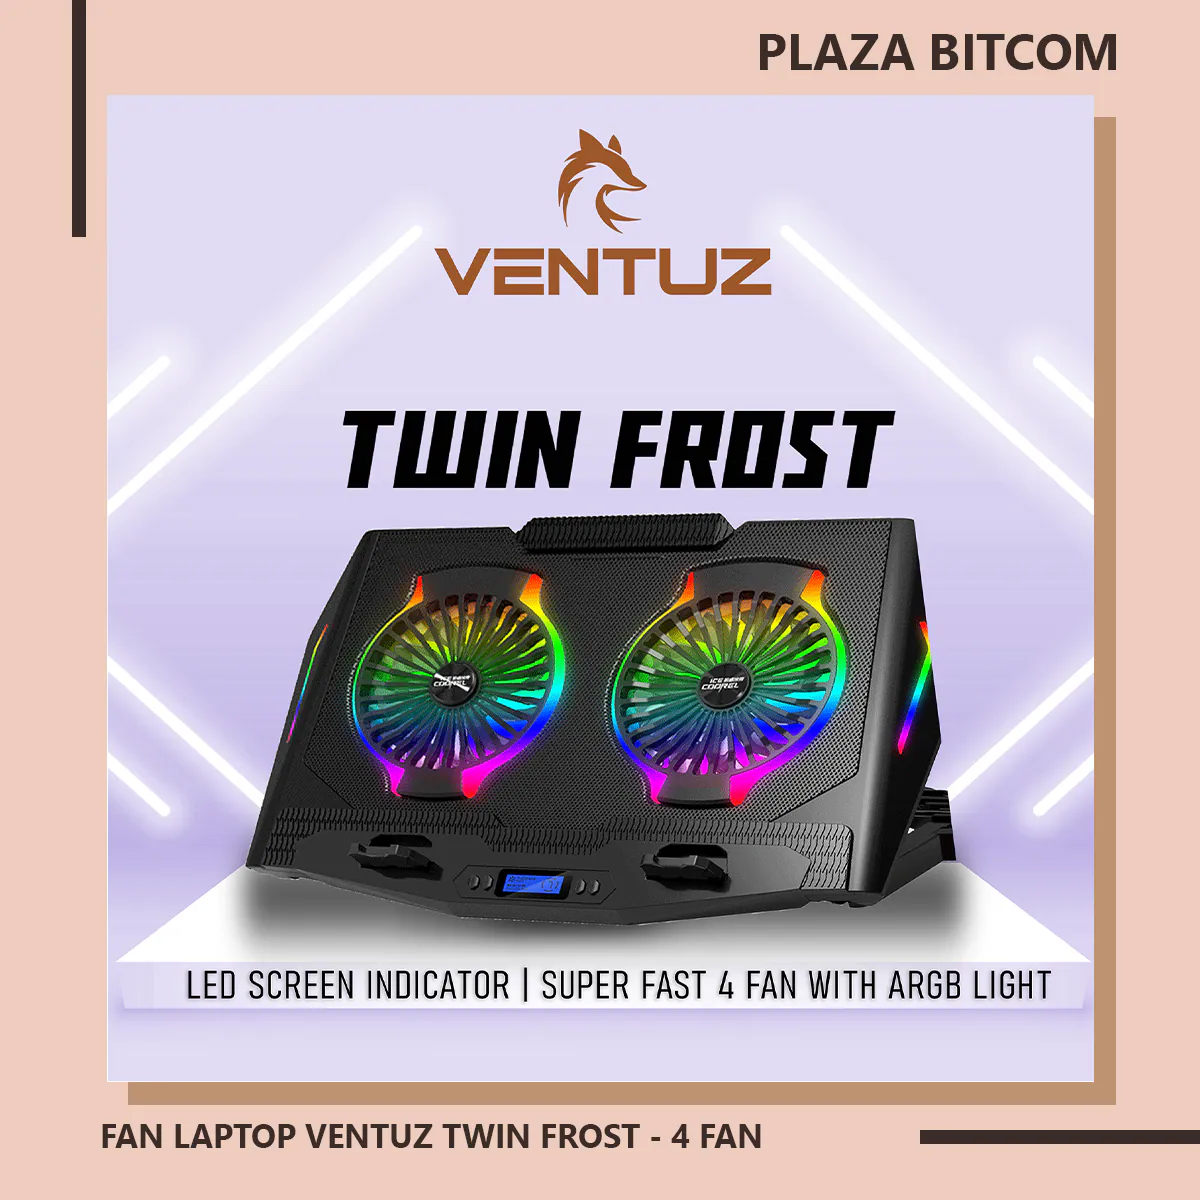 PLAZA BITCOM
VENTUZ
TWIN FROST
ICE
COOREL
ICE
COOREL
LED SCREEN INDICATOR | SUPER FAST 4 FAN WITH ARGB LIGHT
FAN LAPTOP VENTUZ TWIN FROST - 4 FAN